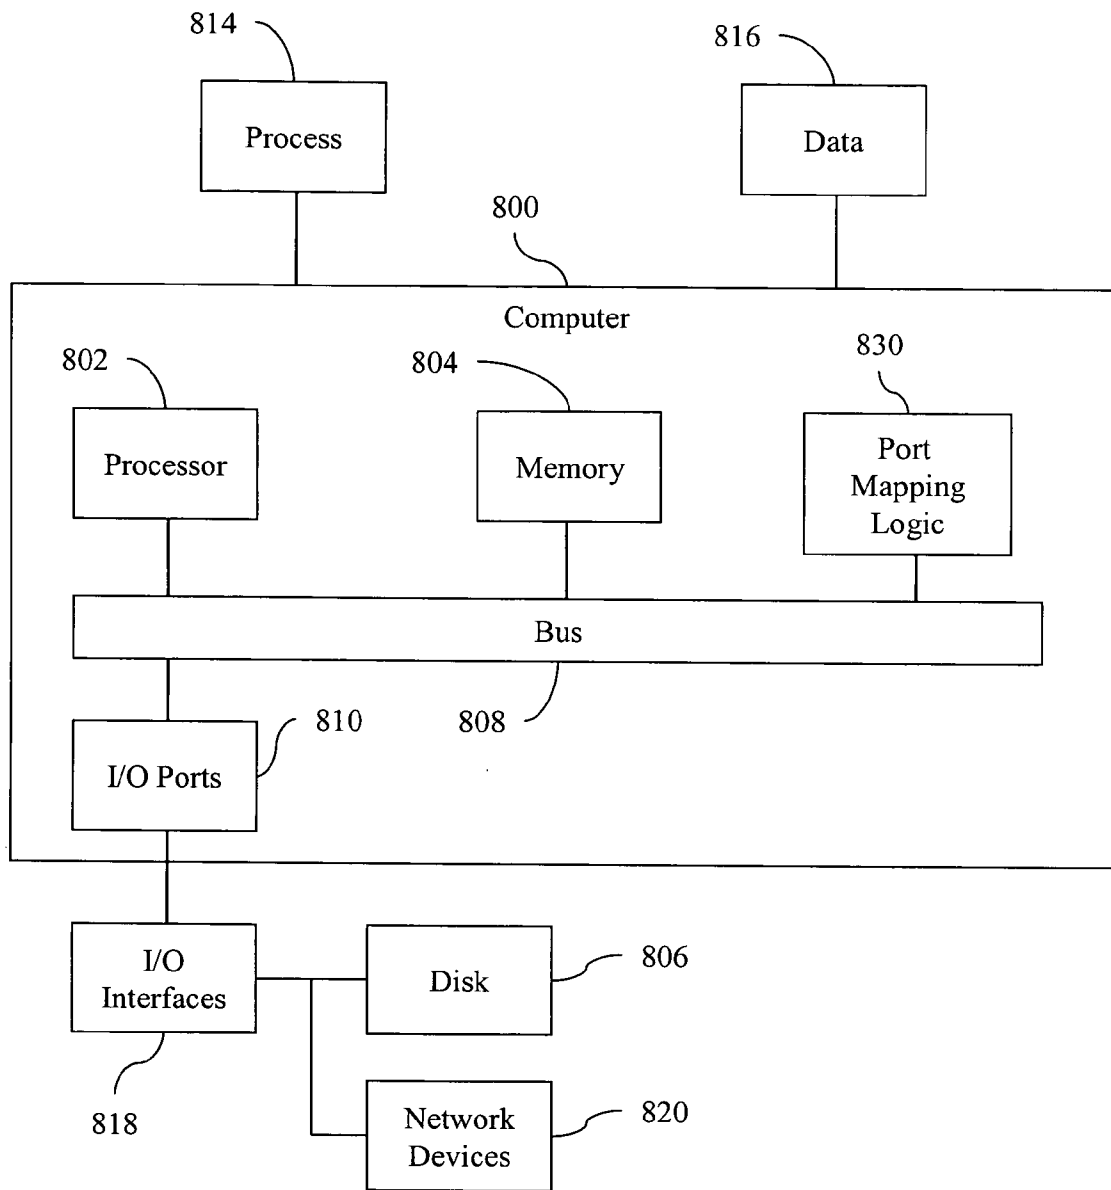 814
816
Process
Data
800
Computer
802
804
830
Processor
Memory
Port
Mapping
Logic
Bus
810
808
I/O Ports
I/O
Interfaces
Disk
806
818
Network
Devices
820